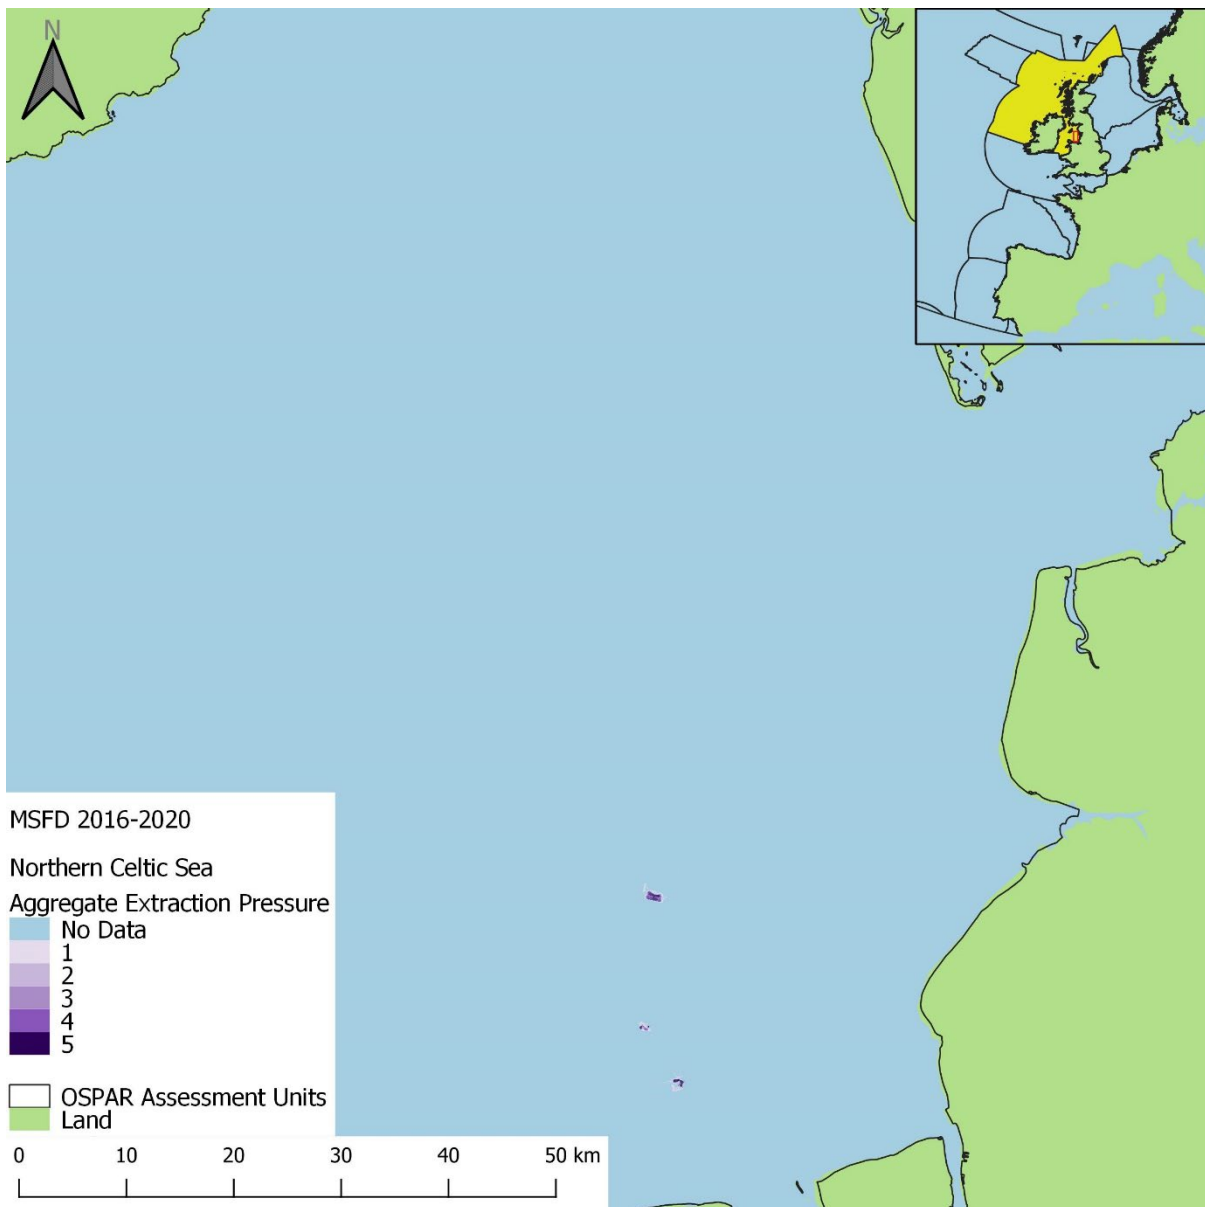 N
MSFD 2016-2020
Northern Celtic Sea
Aggregate Extraction Pressure
No Data
1
2
3
4
5
OSPAR Assessment Units
Land
0 10 20 30 40 50 km